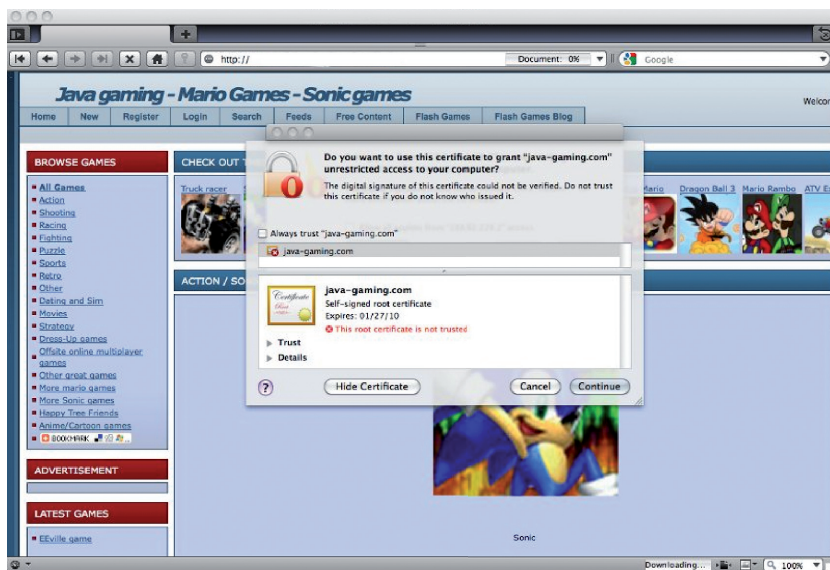 http://
Document: 0%
Google
Java gaming - Mario Games - Sonic games
Welcor
Home New Register Login Search Feeds Free Content Flash Games Flash Games Blog
BROWSE GAMES
All Games
Action
Shooting
Racing
Fighting
Puzzle
Sports
Retro
Other
Dating and Sim
Movies
Strategy
Dress-Up games
Offsite online multiplayer
games
Other great games
More mario games
More Sonic games
Happy Tree Friends
Anime/Cartoon games
BOOKMARK
ADVERTISEMENT
LATEST GAMES
EEville game
CHECK OUT T
Truck racer
Mario Dragon Ball 3 Mario Rambo ATV E
ACTION / SO
Do you want to use this certificate to grant "java-gaming.com"
unrestricted access to your computer?
The digital signature of this certificate could not be verified. Do not trust
this certificate if you do not know who issued it.
Always trust "java-gaming.com"
java-gaming.com
Certificate
Root
java-gaming.com
Self-signed root certificate
Expires: 01/27/10
This root certificate is not trusted
Trust
Details
? Hide Certificate Cancel Continue
Sonic
Downloading... 100%